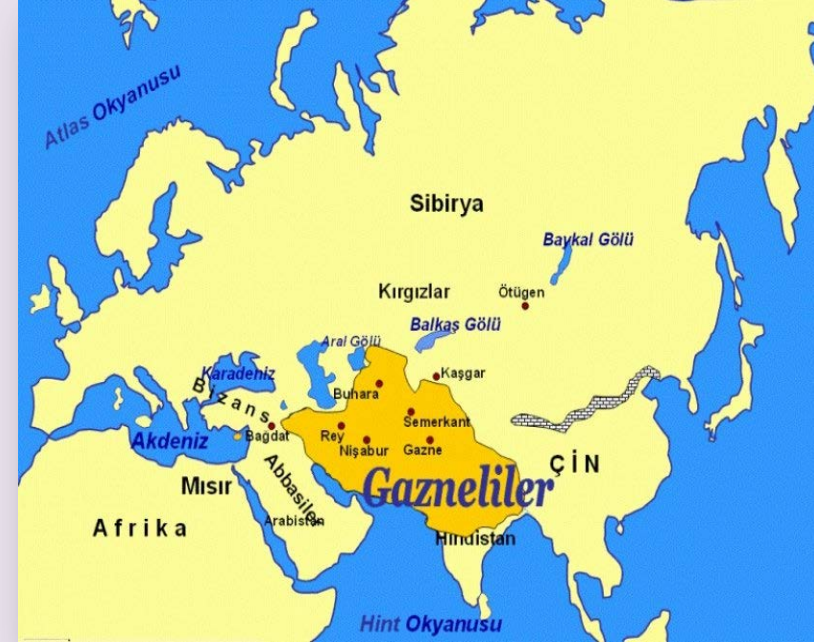 Atlas Okyanusu
Sibirya
Baykal Gölü
Kırgızlar
Ötügen
Balkaş Gölü
Aral Gölü
Karadeniz
Kaşgar
Bizans
Buhara
Semerkant
Akdeniz
Bağdat
Rey
Nişabur
Gazne
ÇİN
Mısır
Abbasiler
Gazneliler
Afrika
Arabistan
Hindistan
Hint Okyanusu